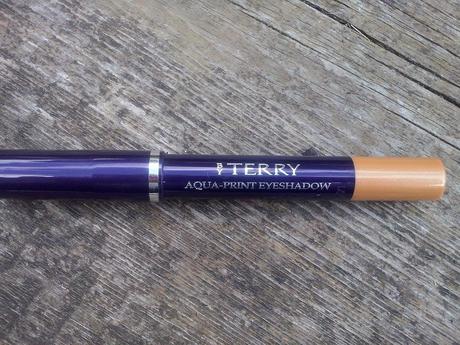 BY TERRY
AQUA-PRINT EYESHADOW